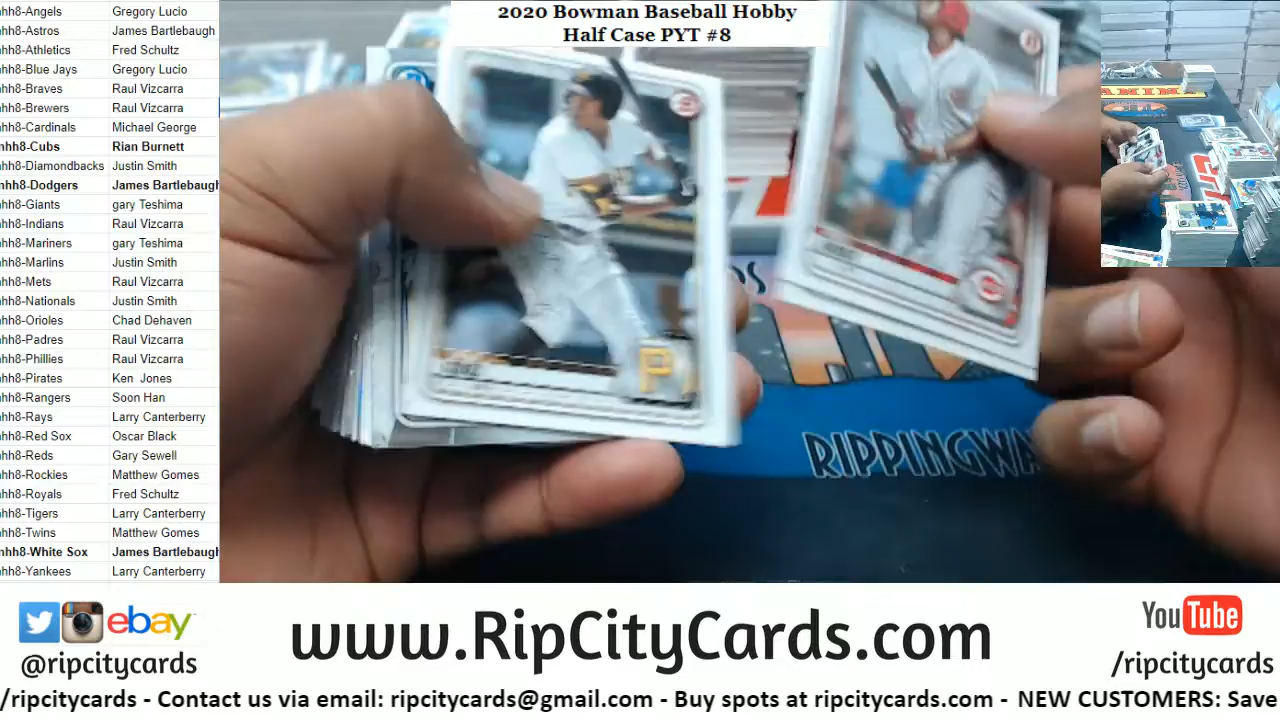 2020 Bowman Baseball Hobby
Half Case PYT #8
hh8-Angels Gregory Lucio
hh8-Astros James Bartlebaugh
hh8-Athletics Fred Schultz
hh8-Blue Jays Gregory Lucio
hh8-Braves Raul Vizcarra
hh8-Brewers Raul Vizcarra
hh8-Cardinals Michael George
hh8-Cubs Rian Burnett
hh8-Diamondbacks Justin Smith
hh8-Dodgers James Bartlebaugh
hh8-Giants gary Teshima
hh8-Indians Raul Vizcarra
hh8-Mariners gary Teshima
hh8-Marlins Justin Smith
hh8-Mets Raul Vizcarra
hh8-Nationals Justin Smith
hh8-Orioles Chad Dehaven
hh8-Padres Raul Vizcarra
hh8-Phillies Raul Vizcarra
hh8-Pirates Ken Jones
hh8-Rangers Soon Han
hh8-Rays Larry Canterberry
hh8-Red Sox Oscar Black
hh8-Reds Gary Sewell
hh8-Rockies Matthew Gomes
hh8-Royals Fred Schultz
hh8-Tigers Larry Canterberry
hh8-Twins Matthew Gomes
hh8-White Sox James Bartlebaugh
hh8-Yankees Larry Canterberry
P
RIPPINGWA
ebay
@ripcitycards
www.RipCityCards.com
YouTube
/ripcitycards
/ripcitycards - Contact us via email: ripcitycards@gmail.com - Buy spots at ripcitycards.com - NEW CUSTOMERS: Save